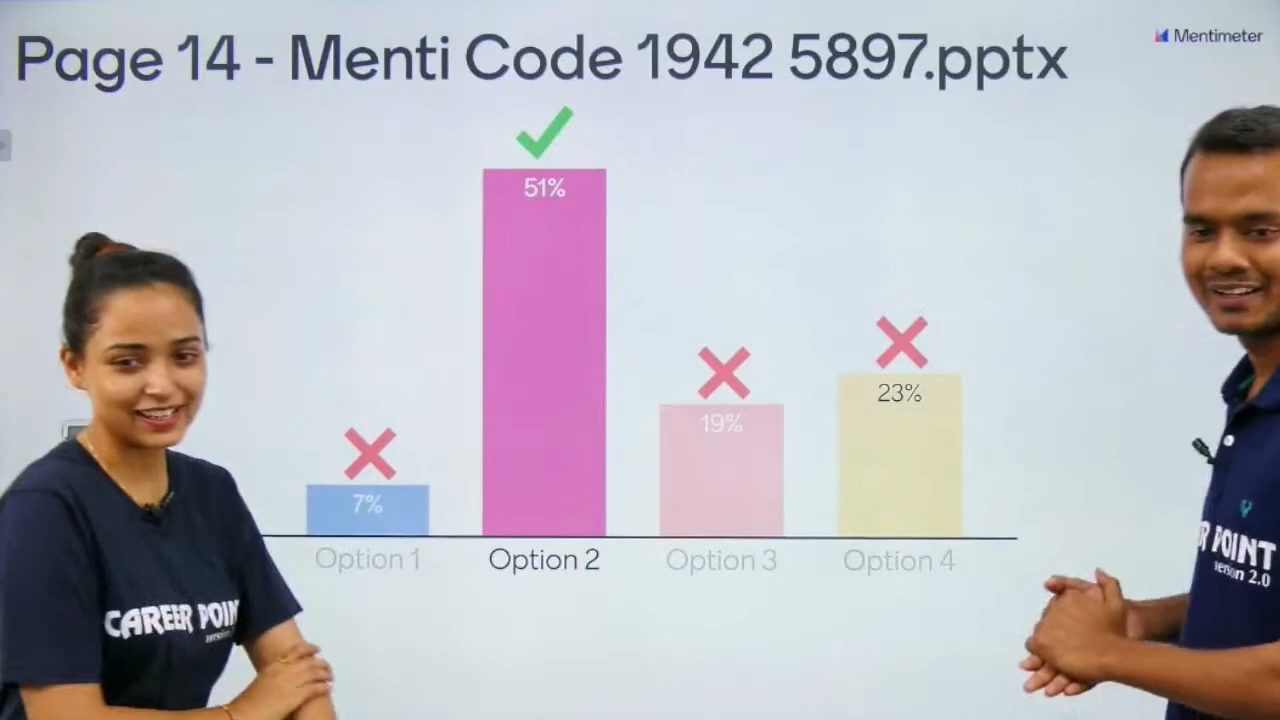 Page 14 - Menti Code 1942 5897.pptx
Mentimeter
51%
23%
19%
7%
Option 1
Option 2
Option 3
Option 4
CAREER POIN
version 2.0
R POINT